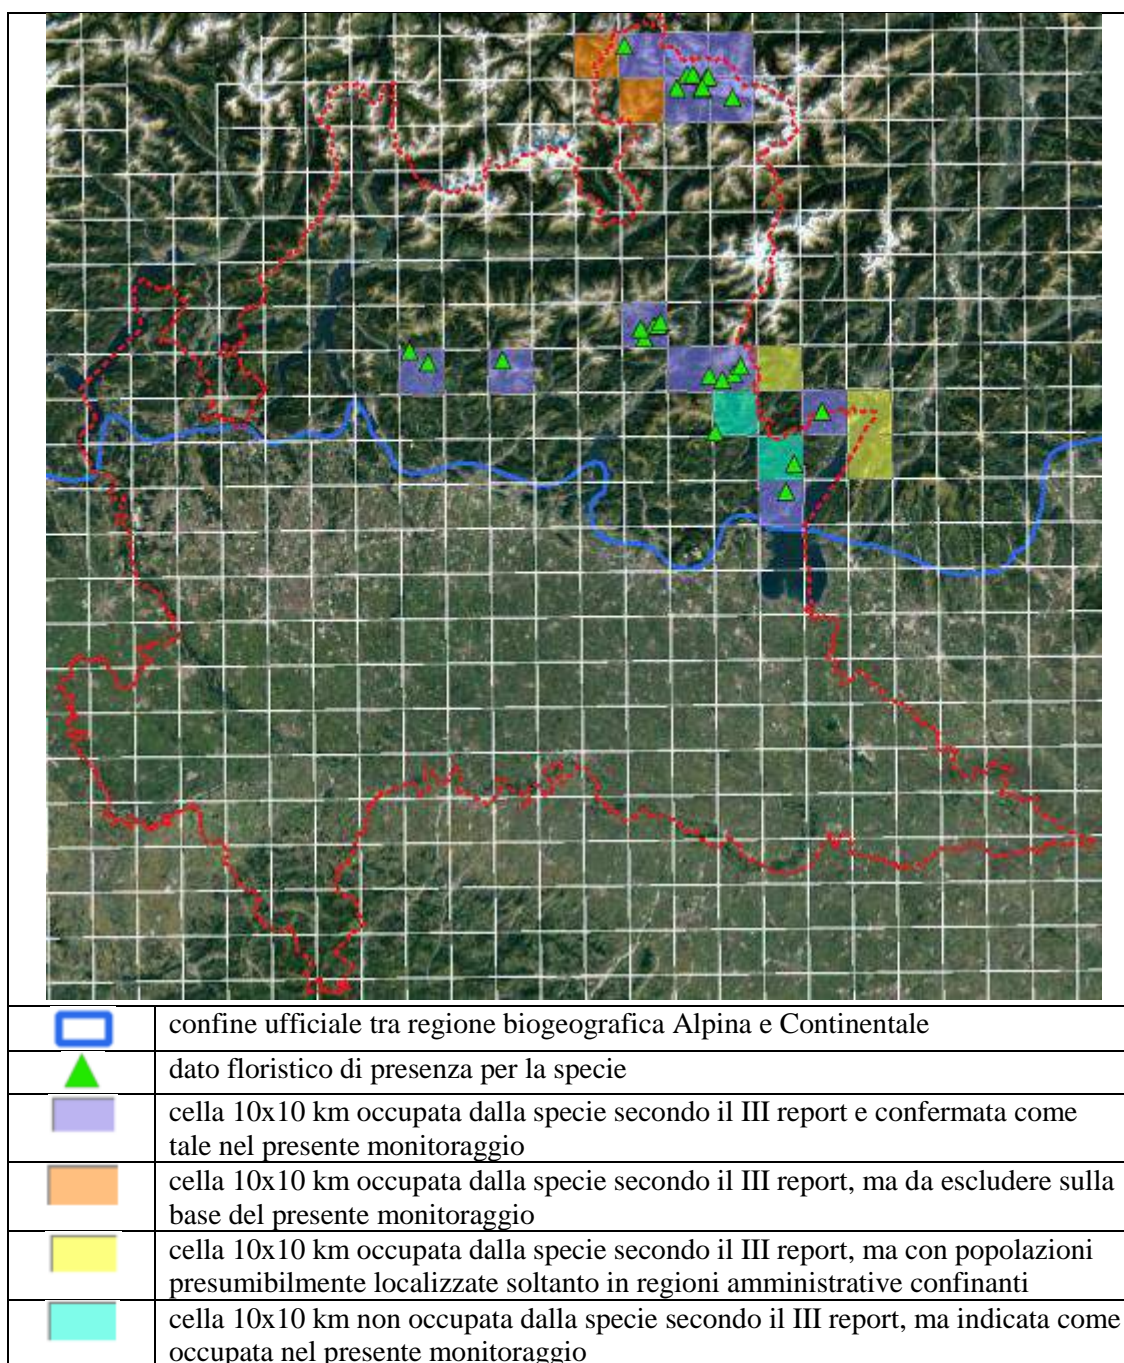 confine ufficiale tra regione biogeografica Alpina e Continentale
dato floristico di presenza per la specie
cella 10x10 km occupata dalla specie secondo il III report e confermata come
tale nel presente monitoraggio
cella 10x10 km occupata dalla specie secondo il III report, ma da escludere sulla
base del presente monitoraggio
cella 10x10 km occupata dalla specie secondo il III report, ma con popolazioni
presumibilmente localizzate soltanto in regioni amministrative confinanti
cella 10x10 km non occupata dalla specie secondo il III report, ma indicata come
occupata nel presente monitoraggio